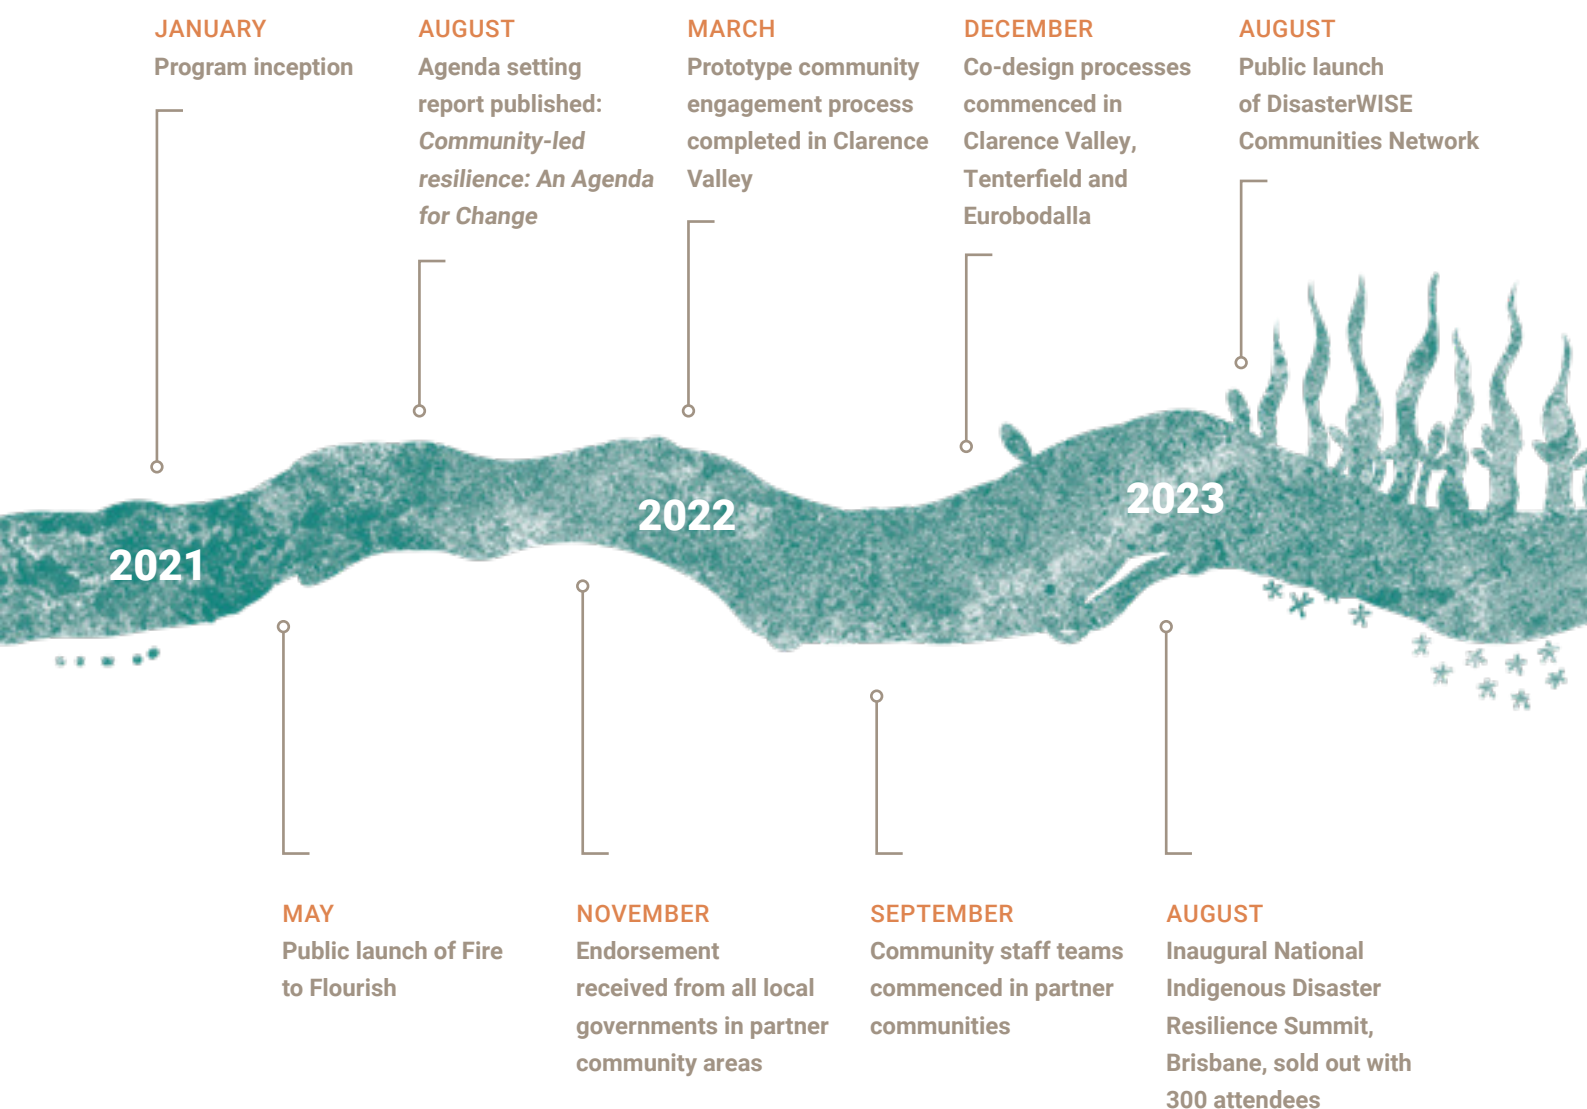 JANUARY
Program inception
AUGUST
Agenda setting
report published:
Community-led
resilience: An Agenda
for Change
MARCH
Prototype community
engagement process
completed in Clarence
Valley
DECEMBER
Co-design processes
commenced in
Clarence Valley,
Tenterfield and
Eurobodalla
AUGUST
Public launch
of DisasterWISE
Communities Network
2021
2022
2023
MAY
Public launch of Fire
to Flourish
NOVEMBER
Endorsement
received from all local
governments in partner
community areas
SEPTEMBER
Community staff teams
commenced in partner
communities
AUGUST
Inaugural National
Indigenous Disaster
Resilience Summit,
Brisbane, sold out with
300 attendees